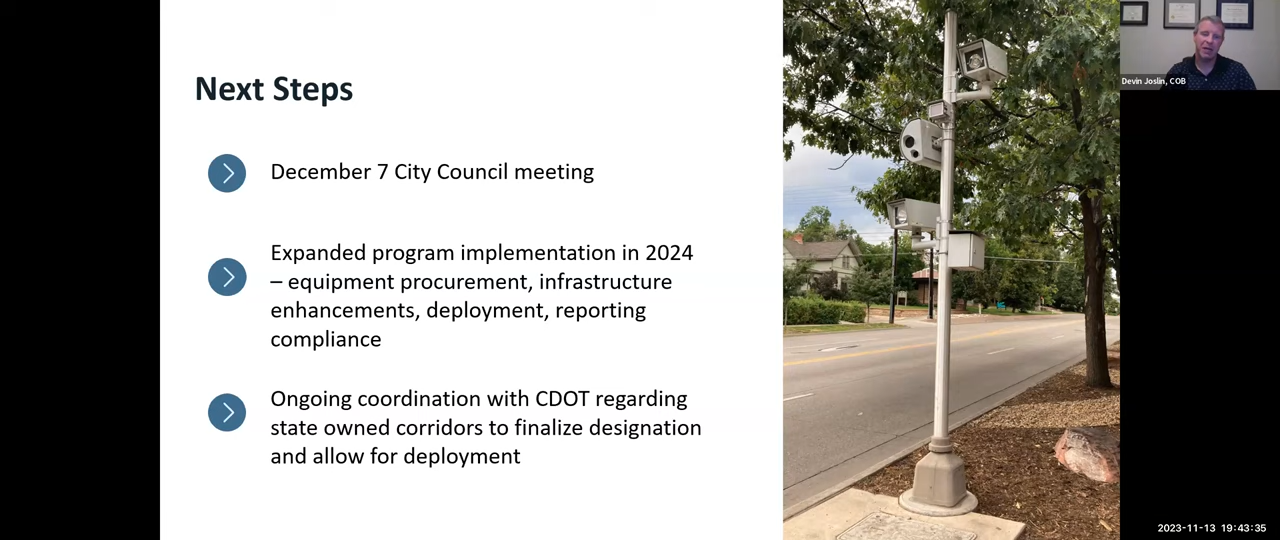 Next Steps
December 7 City Council meeting
Expanded program implementation in 2024
– equipment procurement, infrastructure
enhancements, deployment, reporting
compliance
Ongoing coordination with CDOT regarding
state owned corridors to finalize designation
and allow for deployment
Devin Joslin, COB
2023-11-13 19:43:35